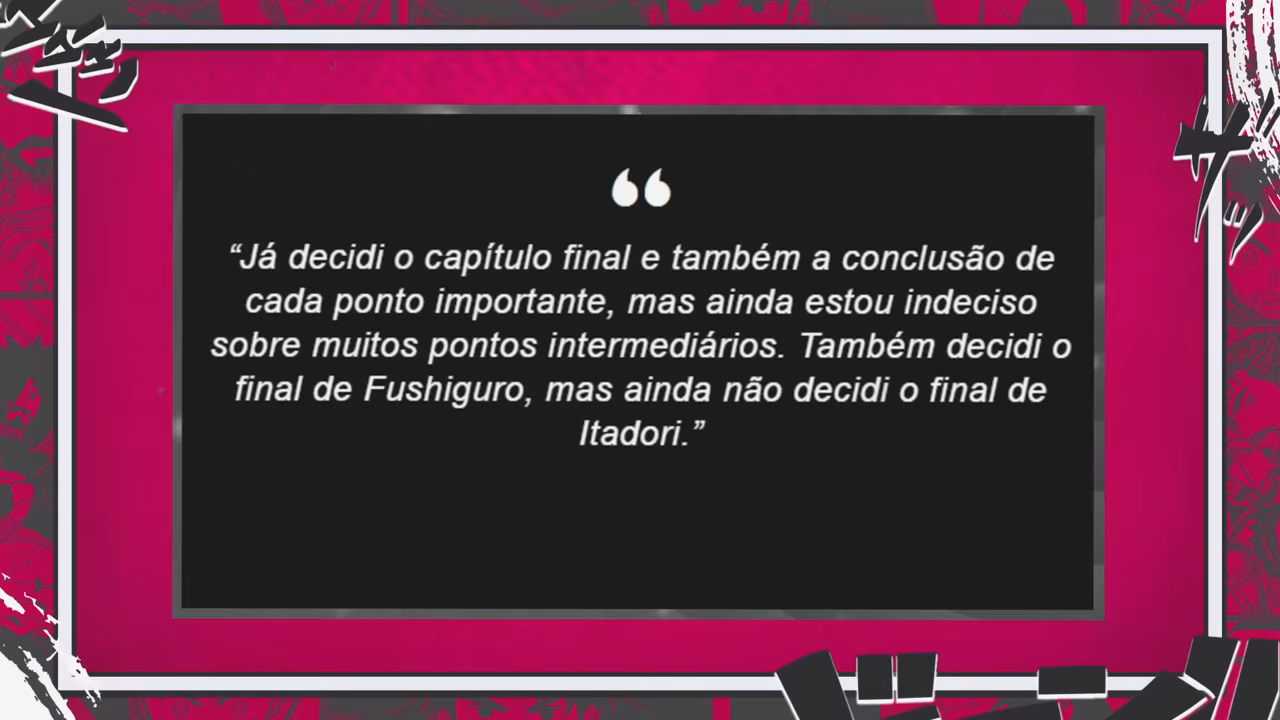 “Já decidi o capítulo final e também a conclusão de
cada ponto importante, mas ainda estou indeciso
sobre muitos pontos intermediários. Também decidi o
final de Fushiguro, mas ainda não decidi o final de
Itadori.”